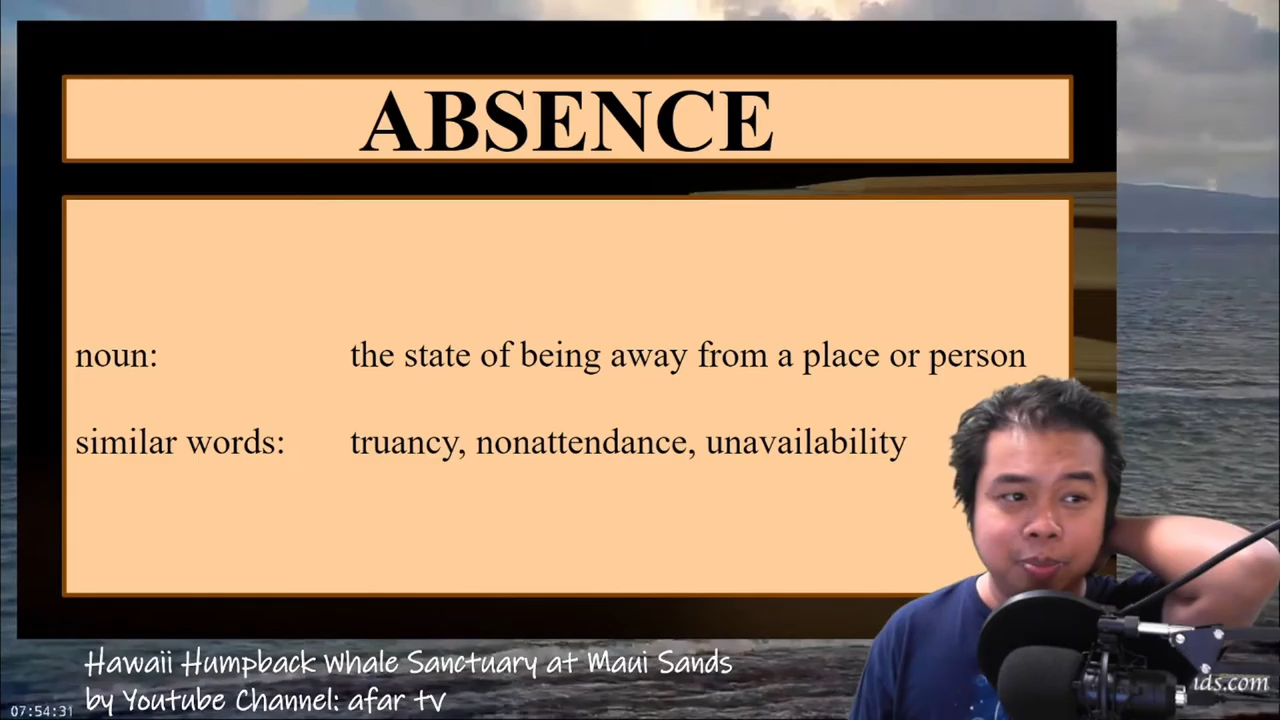 ABSENCE
noun: the state of being away from a place or person
similar words: truancy, nonattendance, unavailability
Hawaii Humpback Whale Sanctuary at Maui Sands
by Youtube Channel: afar tv
07:54:31
ids.com